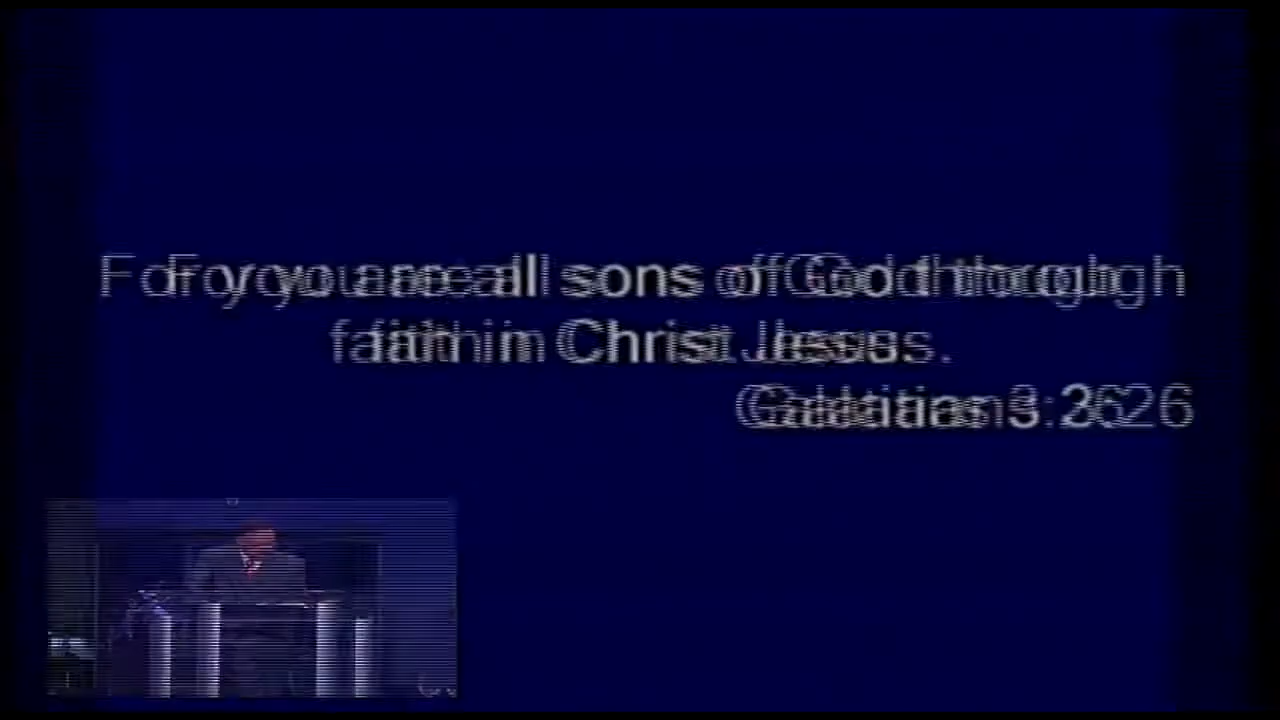 For you are all sons of God through
faith in Christ Jesus.
Galatians 3:26